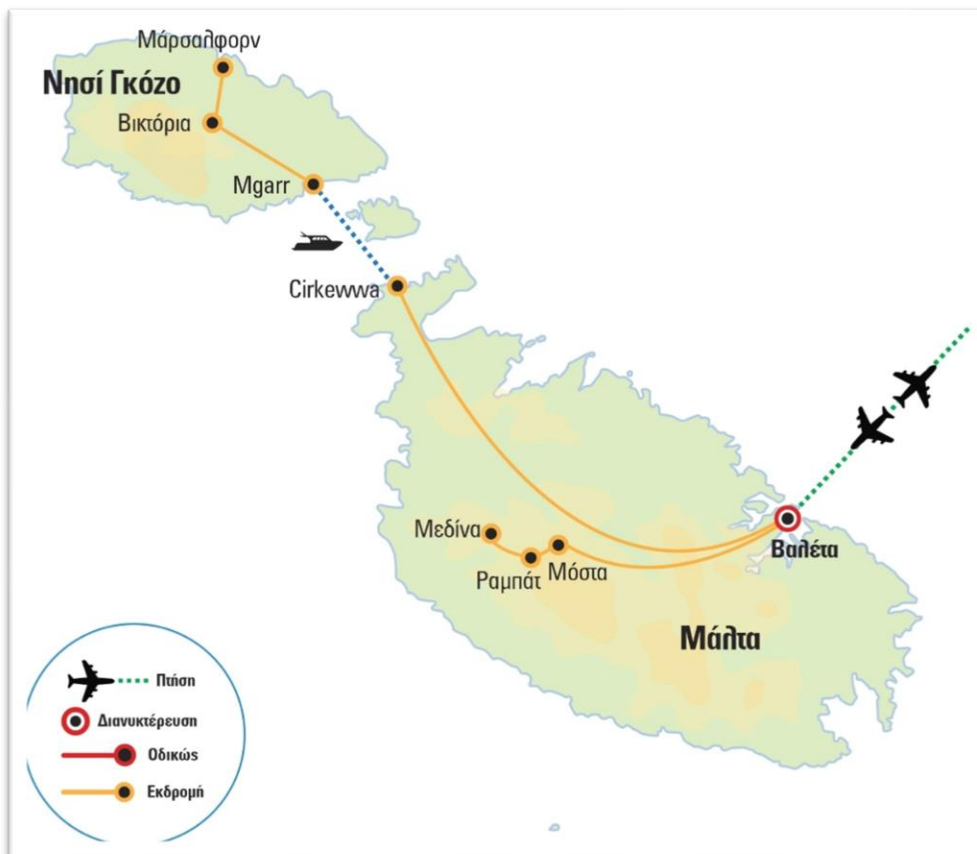 Μάρσαλφορν
Νησί Γκόζο
Βικτόρια
Mgarr
Cirkewwa
Μεδίνα
Ραμπάτ
Μόστα
Βαλέτα
Μάλτα
Πτήση
Διανυκτέρευση
Οδικώς
Εκδρομή